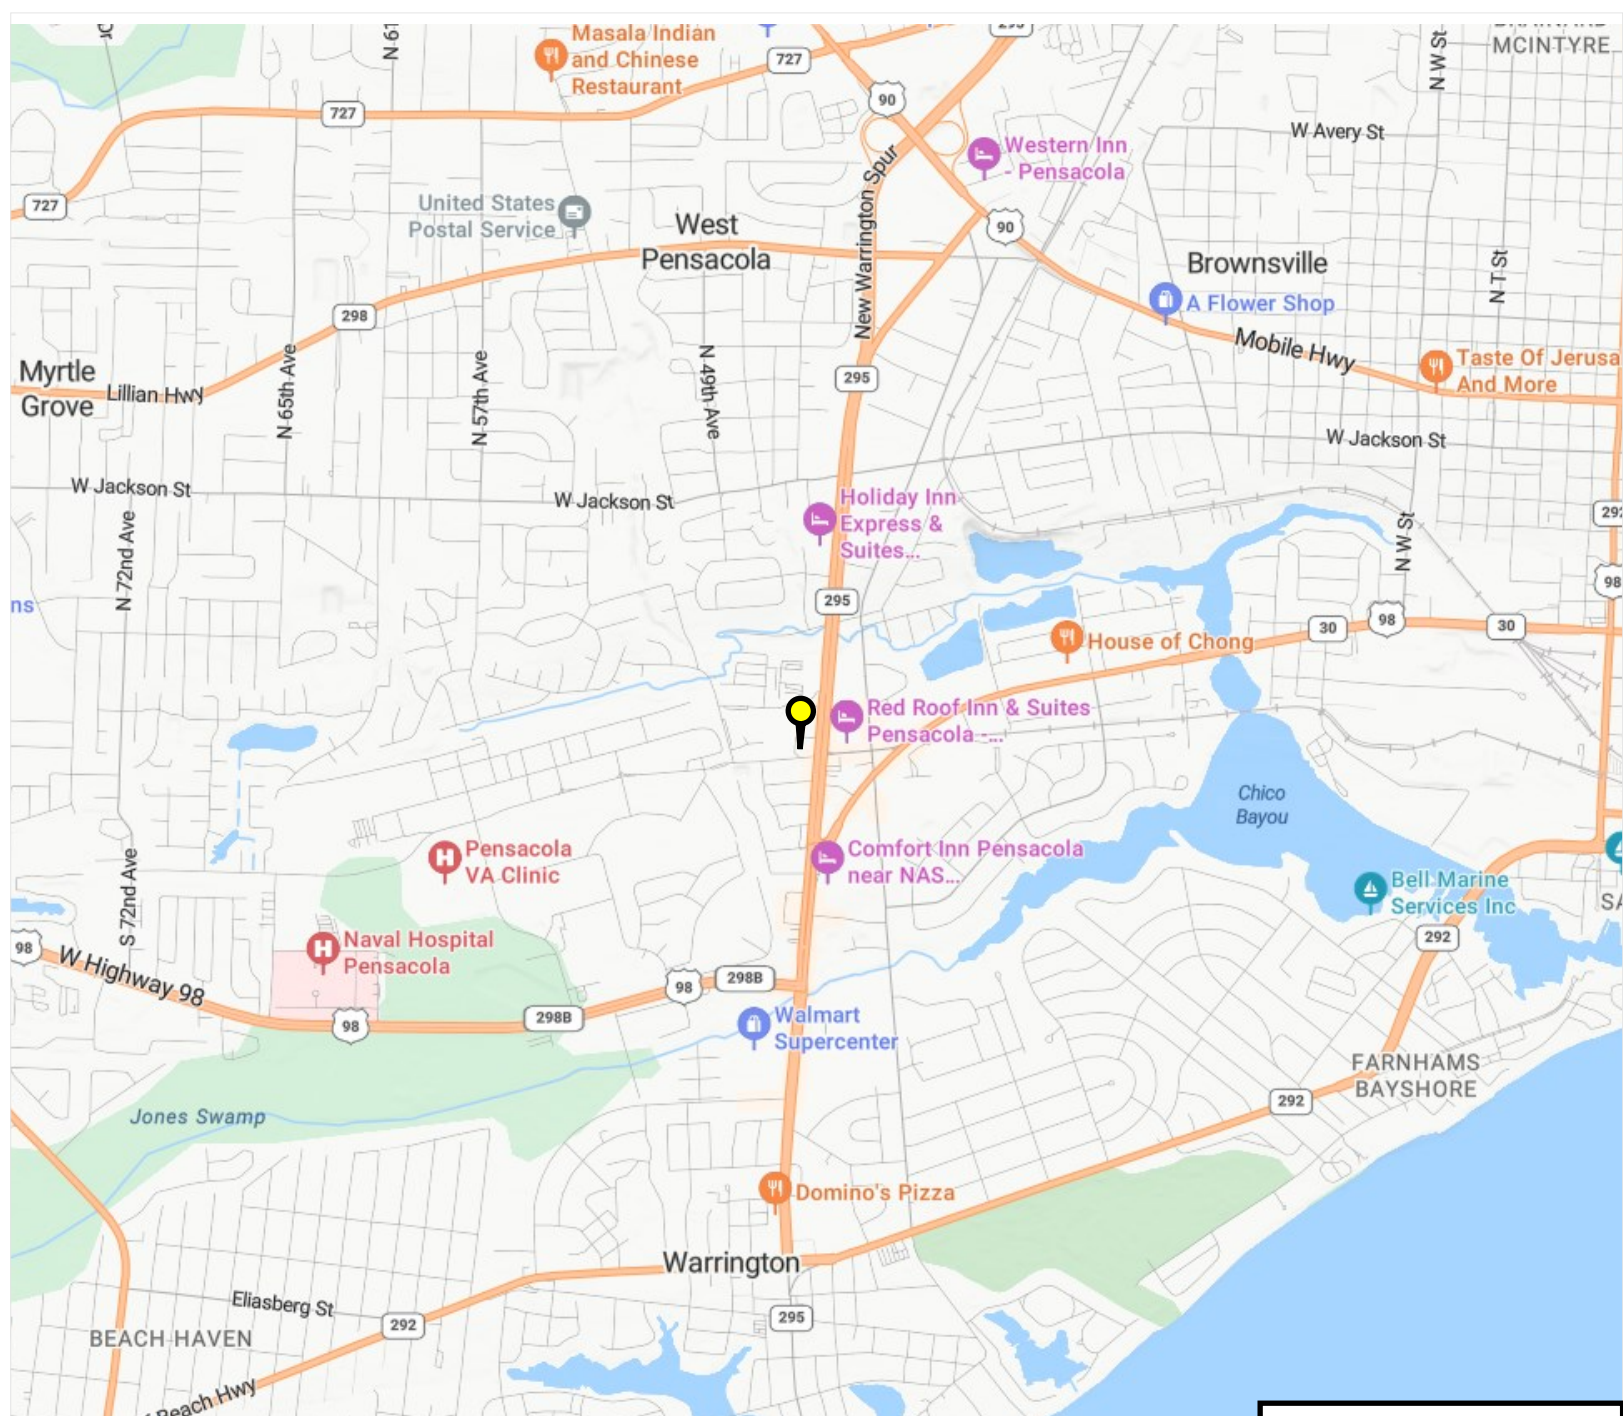 Masala Indian
and Chinese
Restaurant
727
90
MCINTYRE
N W St
727
W Avery St
Western Inn
- Pensacola
727
United States
Postal Service
West
Pensacola
New Warrington Spur
90
Brownsville
N T St
A Flower Shop
298
Mobile Hwy
Myrtle
Grove
Lillian Hwy
N 65th Ave
N 57th Ave
N 49th Ave
295
Taste Of Jerusa
And More
W Jackson St
W Jackson St
W Jackson St
Holiday Inn
Express &
Suites...
N 72nd Ave
N W St
295
98
ns
House of Chong
30
98
30
Red Roof Inn & Suites
Pensacola -...
Chico
Bayou
Pensacola
VA Clinic
Comfort Inn Pensacola
near NAS...
Bell Marine
Services Inc
S 72nd Ave
Naval Hospital
Pensacola
98
W Highway 98
98
298B
292
98
298B
Walmart
Supercenter
FARNHAMS
BAYSHORE
292
Jones Swamp
Domino's Pizza
Warrington
Eliasberg St
292
295
BEACH HAVEN
Beach Hwy